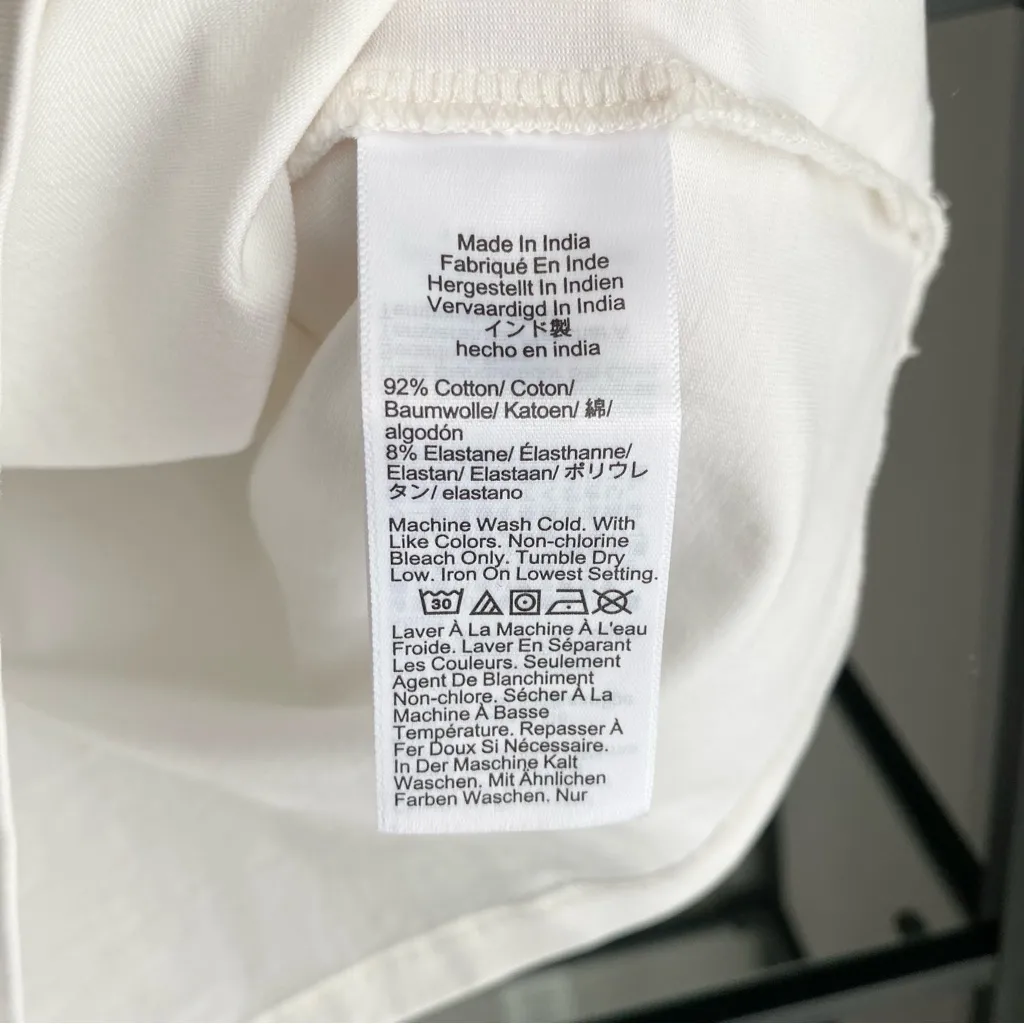 Made In India
Fabriqué En Inde
Hergestellt In Indien
Vervaardigd In India
インド製
hecho en india
92% Cotton/ Coton/
Baumwolle/ Katoen/ 綿/
algodón
8% Elastane/ Élasthanne/
Elastan/ Elastaan/ ポリウレ
タン/ elastano
Machine Wash Cold. With
Like Colors. Non-chlorine
Bleach Only. Tumble Dry
Low. Iron On Lowest Setting.
30
Laver À La Machine À L'eau
Froide. Laver En Séparant
Les Couleurs. Seulement
Agent De Blanchiment
Non-chlore. Sécher À La
Machine À Basse
Température. Repasser À
Fer Doux Si Nécessaire.
In Der Maschine Kalt
Waschen. Mit Ähnlichen
Farben Waschen. Nur